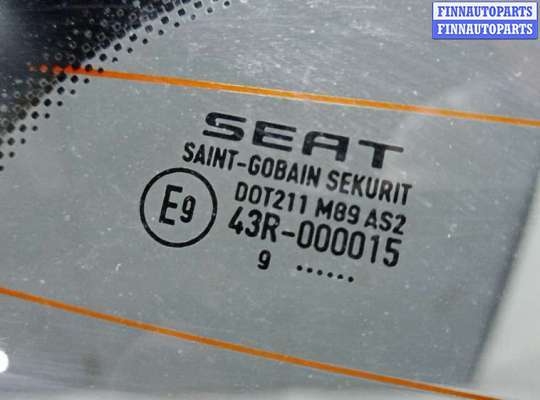 FINNAUTOPARTS
FINNAUTOPARTS
SEAT
SAINT-GOBAIN SEKURIT
DOT211 M89 AS2
E9
43R-000015
9 ......